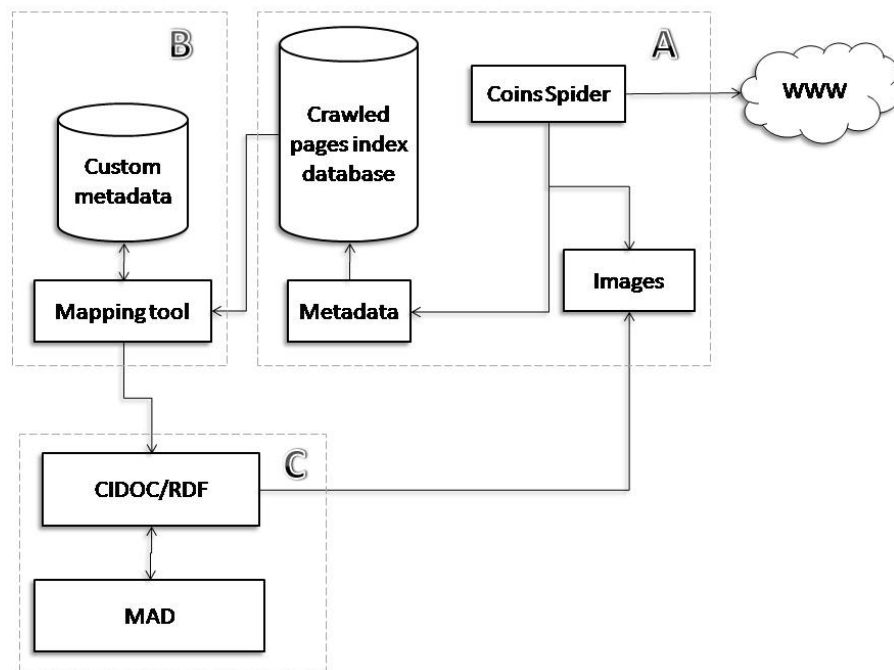 B
A
Coins Spider
WWW
Crawled
pages index
database
Custom
metadata
Mapping tool
Metadata
Images
C
CIDOC/RDF
MAD